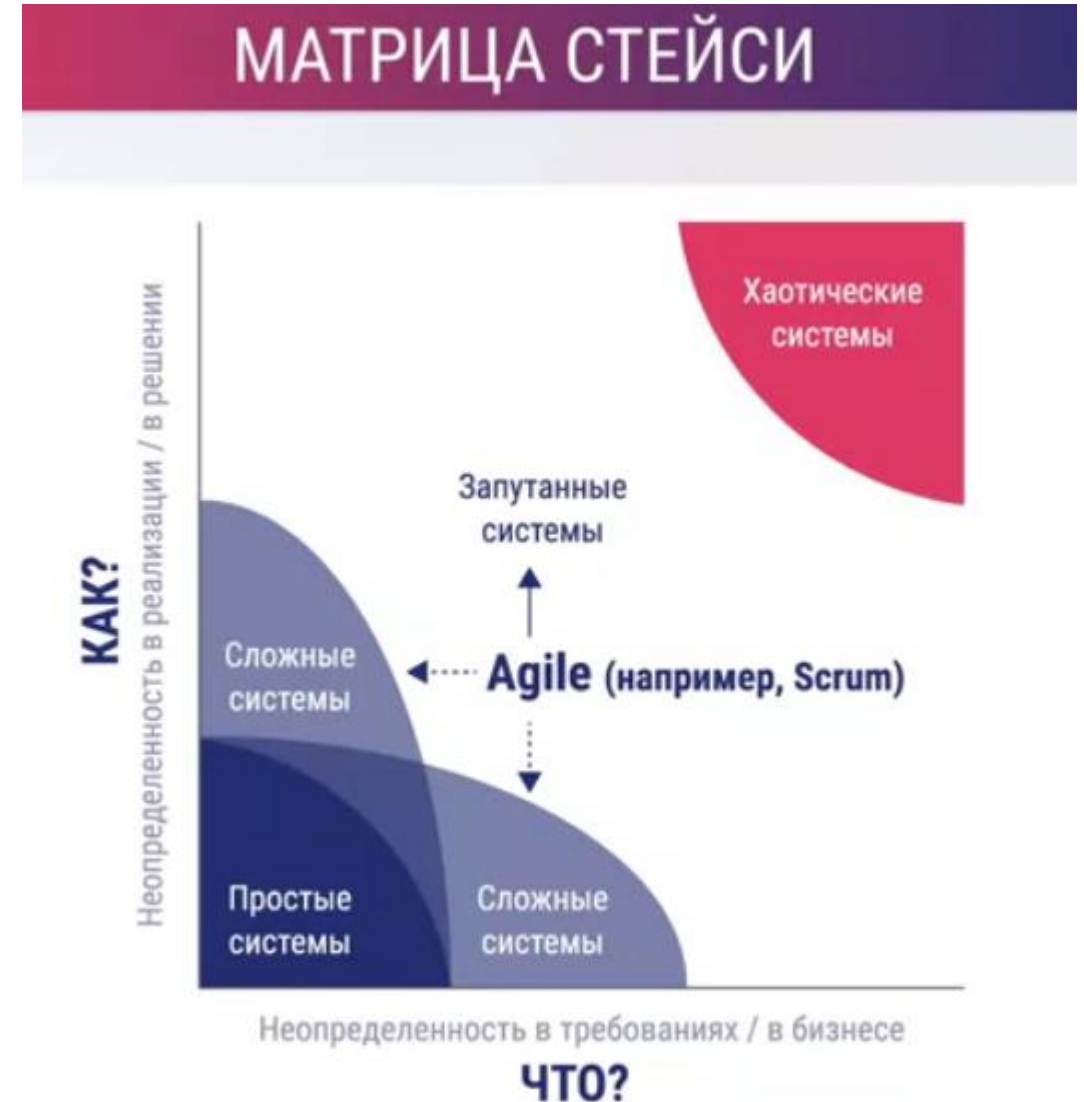 МАТРИЦА СТЕЙСИ
Хаотические
системы
Запутанные
системы
КАК?
Неопределенность в реализации / в решении
Сложные
системы
Agile (например, Scrum)
Простые
системы
Сложные
системы
Неопределенность в требованиях / в бизнесе
ЧТО?